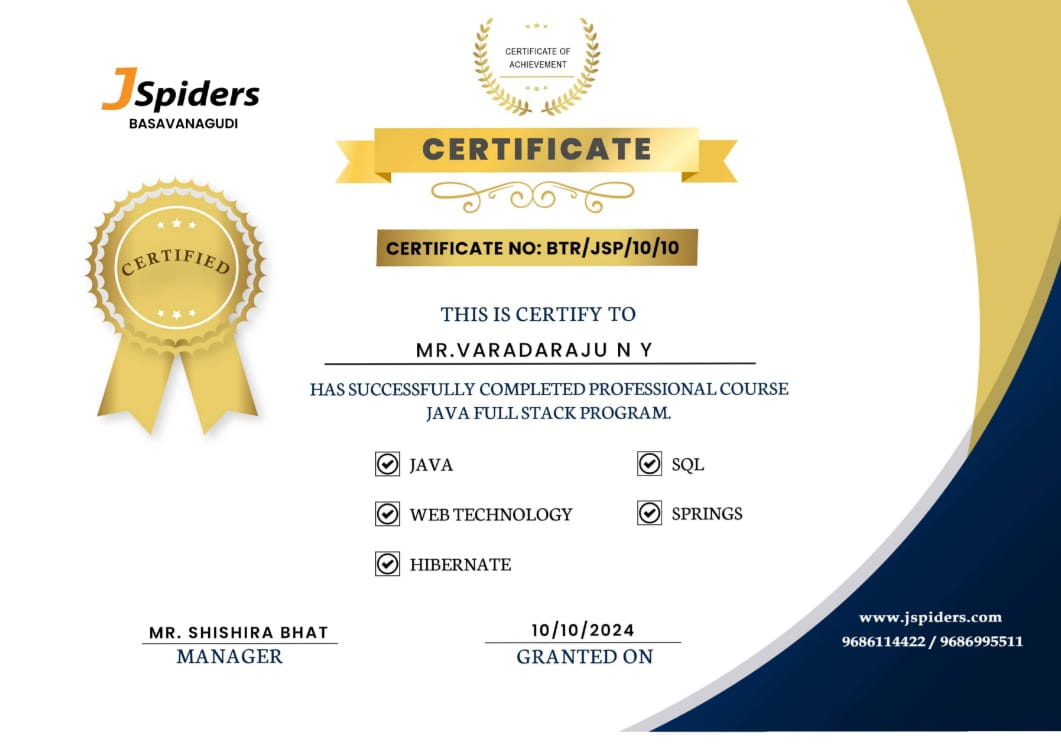 CERTIFICATE OF
ACHIEVEMENT
JSpiders
BASAVANAGUDI
CERTIFICATE
CERTIFIED
CERTIFICATE NO: BTR/JSP/10/10
THIS IS CERTIFY TO
MR.VARADARAJU N Y
HAS SUCCESSFULLY COMPLETED PROFESSIONAL COURSE
JAVA FULL STACK PROGRAM.
JAVA
SQL
WEB TECHNOLOGY
SPRINGS
HIBERNATE
MR. SHISHIRA BHAT
MANAGER
10/10/2024
GRANTED ON
www.jspiders.com
9686114422 / 9686995511